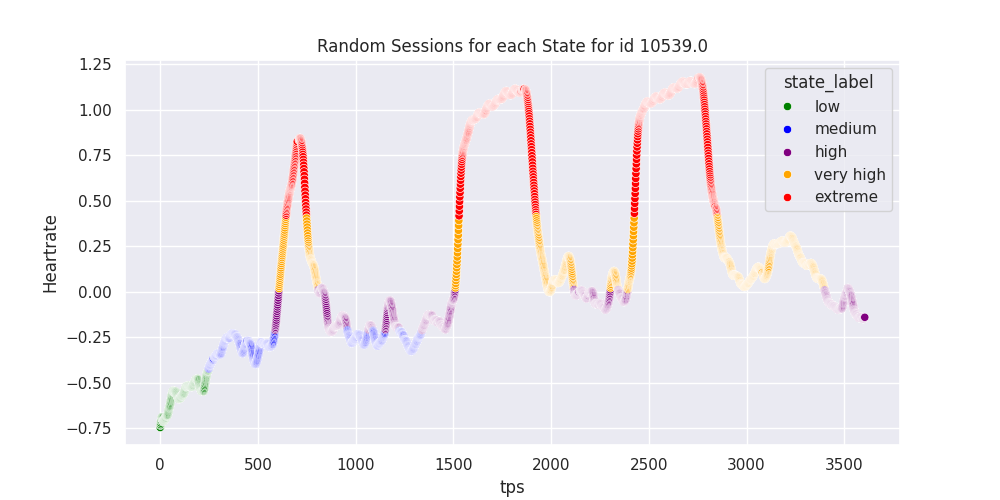 Random Sessions for each State for id 10539.0
Heartrate
1.25
1.00
0.75
0.50
0.25
0.00
−0.25
−0.50
−0.75
0
500
1000
1500
2000
2500
3000
3500
tps
state_label
low
medium
high
very high
extreme